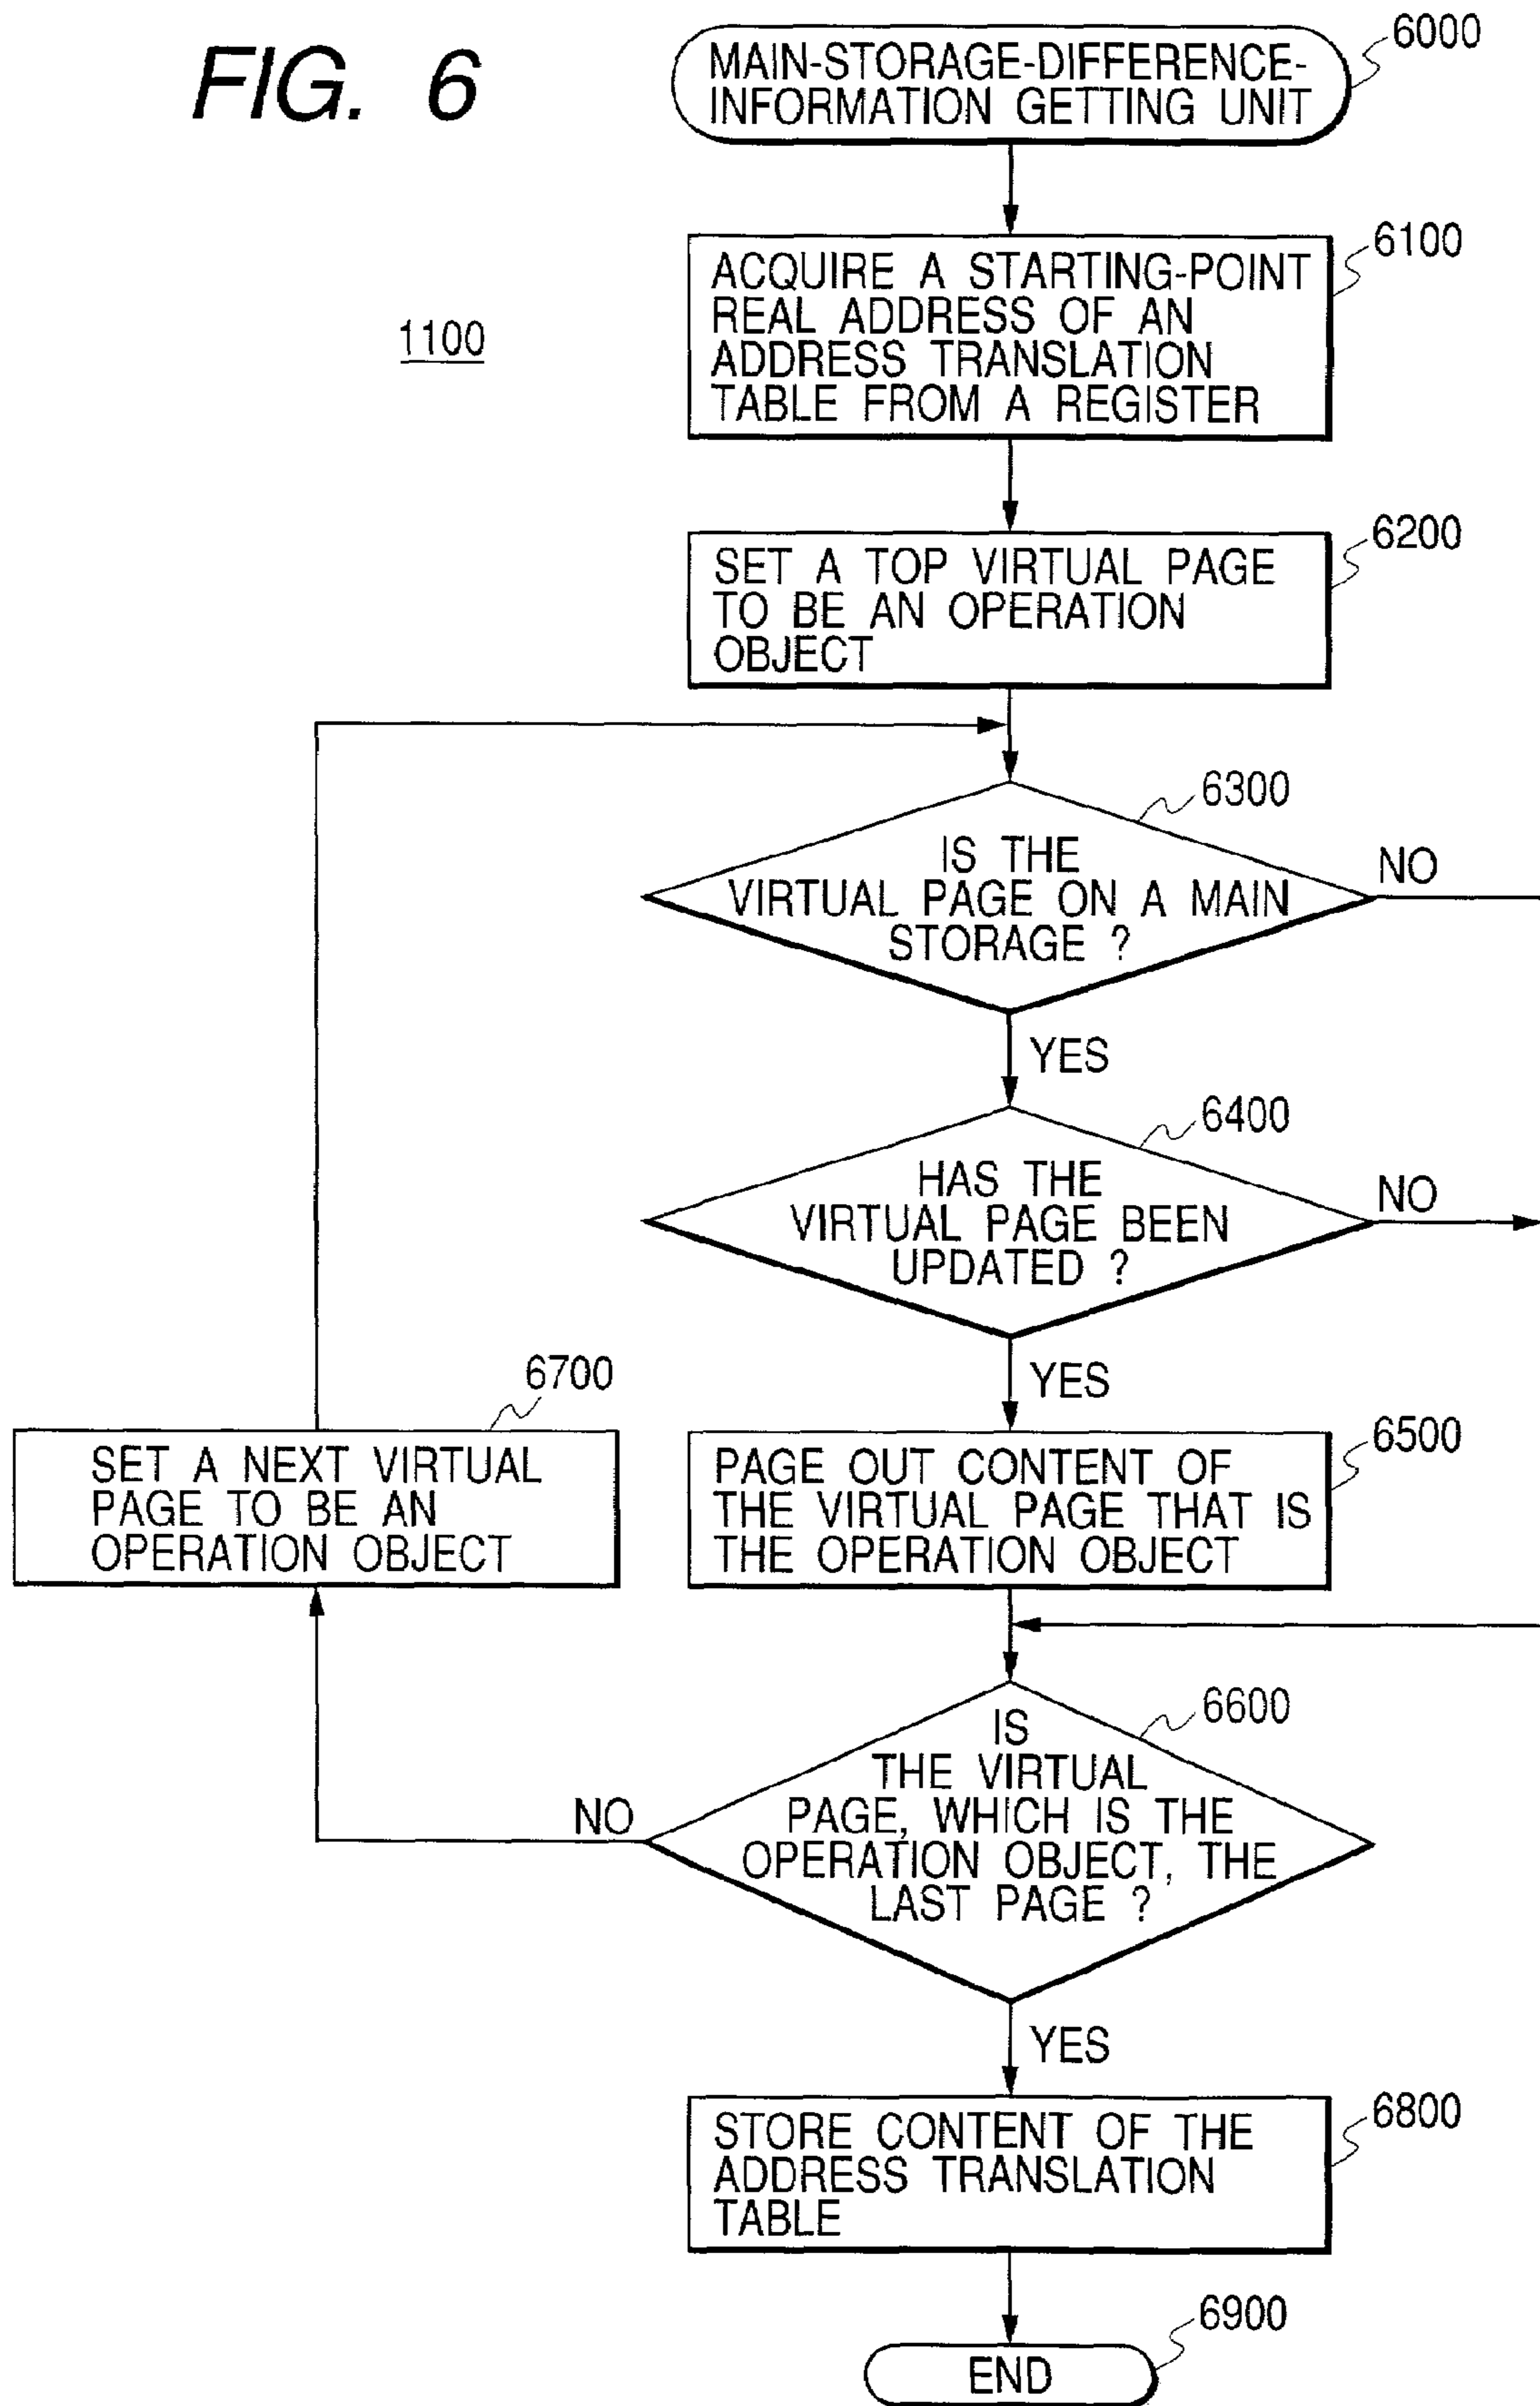 FIG. 6
1100
MAIN-STORAGE-DIFFERENCE-
INFORMATION GETTING UNIT
6000
ACQUIRE A STARTING-POINT
REAL ADDRESS OF AN
ADDRESS TRANSLATION
TABLE FROM A REGISTER
6100
SET A TOP VIRTUAL PAGE
TO BE AN OPERATION
OBJECT
6200
IS THE
VIRTUAL PAGE ON A MAIN
STORAGE ?
6300
NO
YES
HAS THE
VIRTUAL PAGE BEEN
UPDATED ?
6400
NO
YES
PAGE OUT CONTENT OF
THE VIRTUAL PAGE THAT IS
THE OPERATION OBJECT
6500
SET A NEXT VIRTUAL
PAGE TO BE AN
OPERATION OBJECT
6700
IS
THE VIRTUAL
PAGE, WHICH IS THE
OPERATION OBJECT, THE
LAST PAGE ?
6600
NO
YES
STORE CONTENT OF THE
ADDRESS TRANSLATION
TABLE
6800
END
6900